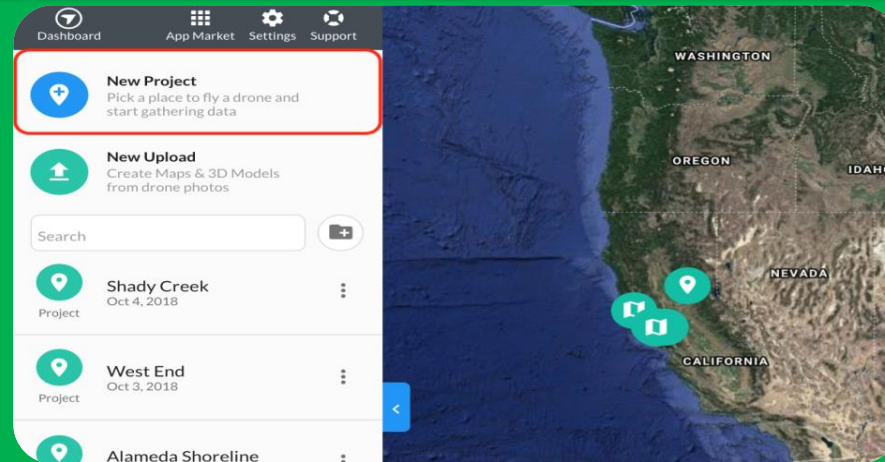 Dashboard App Market Settings Support
New Project
Pick a place to fly a drone and
start gathering data
New Upload
Create Maps & 3D Models
from drone photos
Search
Shady Creek
Oct 4, 2018
Project
West End
Oct 3, 2018
Project
Alameda Shoreline
WASHINGTON
OREGON
IDAH
NEVADA
CALIFORNIA